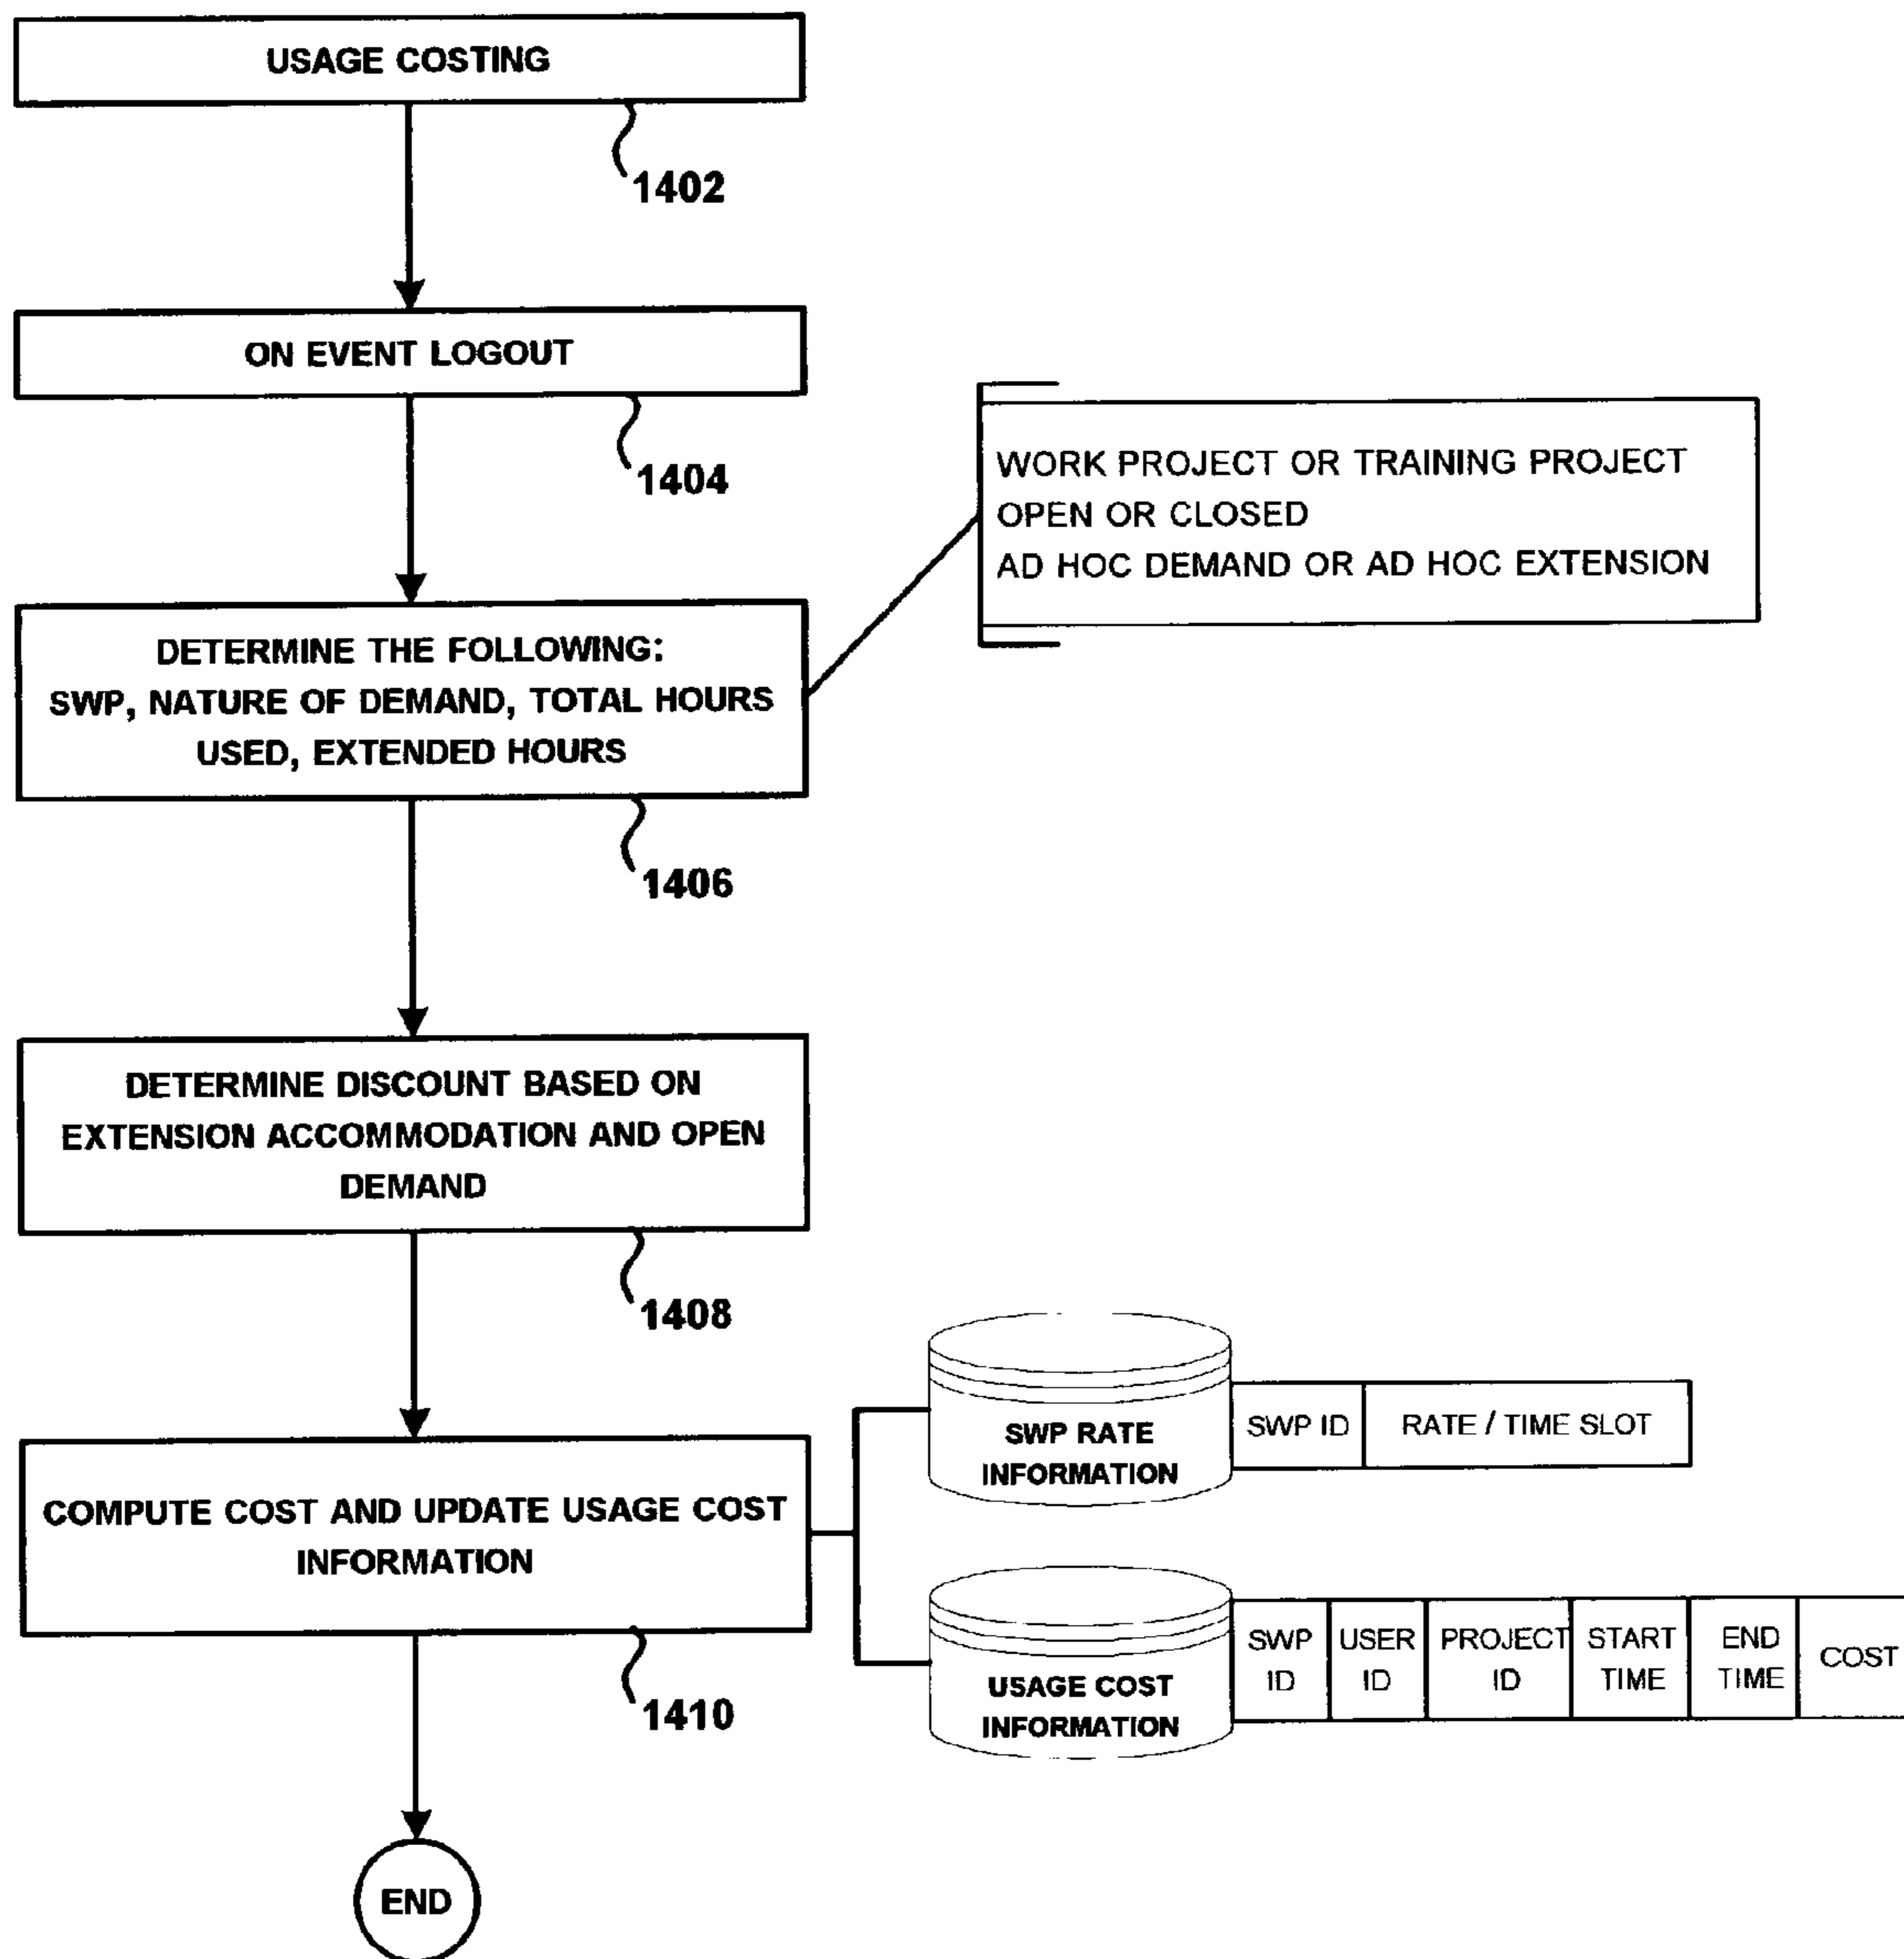 USAGE COSTING
1402
ON EVENT LOGOUT
1404
WORK PROJECT OR TRAINING PROJECT
OPEN OR CLOSED
AD HOC DEMAND OR AD HOC EXTENSION
DETERMINE THE FOLLOWING:
SWP, NATURE OF DEMAND, TOTAL HOURS
USED, EXTENDED HOURS
1406
DETERMINE DISCOUNT BASED ON
EXTENSION ACCOMMODATION AND OPEN
DEMAND
1408
COMPUTE COST AND UPDATE USAGE COST
INFORMATION
1410
SWP RATE
INFORMATION
SWP ID
RATE / TIME SLOT
USAGE COST
INFORMATION
SWP
ID
USER
ID
PROJECT
ID
START
TIME
END
TIME
COST
END